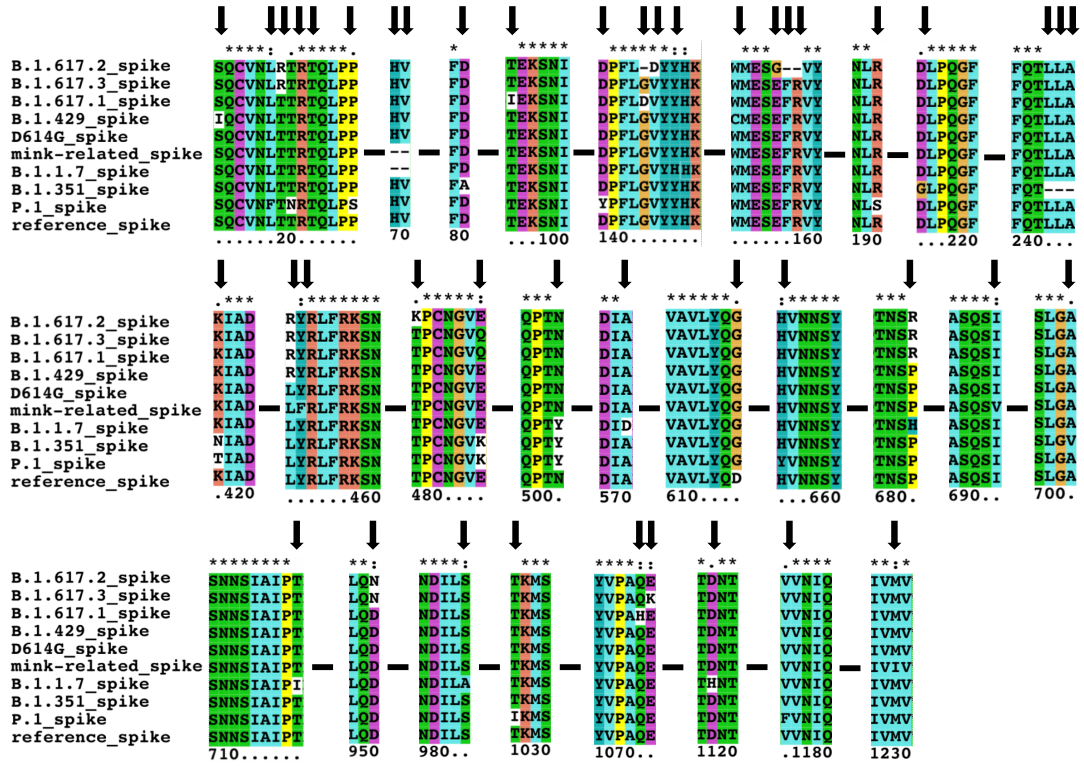 ****: .*****. * ***** ******:: *** ** ** .***** ***
B.1.617.2_spike SQCVNLRTRTQLPP HV FD TEKSNI DPFL-DYYHK WMESG--VY NLR DLPQGF FQTLLA
B.1.617.3_spike SQCVNLRTRTQLPP HV FD TEKSNI DPFLGVYYHK WMESEFRVY NLR DLPQGF FQTLLA
B.1.617.1_spike SQCVNLTTRTQLPP HV FD IEKSNI DPFLDVYYHK WMESEFRVY NLR DLPQGF FQTLLA
B.1.429_spike IQCVNLTTRTQLPP HV FD TEKSNI DPFLGVYYHK CMESEFRVY NLR DLPQGF FQTLLA
D614G_spike SQCVNLTTRTQLPP HV FD TEKSNI DPFLGVYYHK WMESEFRVY NLR DLPQGF FQTLLA
mink-related_spike SQCVNLTTRTQLPP -- FD TEKSNI DPFLGVYYHK WMESEFRVY NLR DLPQGF FQTLLA
B.1.1.7_spike SQCVNLTTRTQLPP -- FD TEKSNI DPFLGVYHHK WMESEFRVY NLR DLPQGF FQTLLA
B.1.351_spike SQCVNLTTRTQLPP HV FA TEKSNI DPFLGVYYHK WMESEFRVY NLR GLPQGF FQT---
P.1_spike SQCVNFTNRTQLPS HV FD TEKSNI YPFLGVYYHK WMESEFRVY NLS DLPQGF FQTLLA
reference_spike SQCVNLTTRTQLPP HV FD TEKSNI DPFLGVYYHK WMESEFRVY NLR DLPQGF FQTLLA
......20...... 70 80 ...100 .140...... ......160 190 ...220 .240....
.*** :******* .*****: *** ** ******. :***** *** ****: ***.
B.1.617.2_spike KIAD RYRLFRKSN KPCNGVE QPTN DIA VAVLYQG HVNNSY TNSR ASQSI SLGA
B.1.617.3_spike KIAD RYRLFRKSN TPCNGVQ QPTN DIA VAVLYQG HVNNSY TNSR ASQSI SLGA
B.1.617.1_spike KIAD RYRLFRKSN TPCNGVQ QPTN DIA VAVLYQG HVNNSY TNSR ASQSI SLGA
B.1.429_spike KIAD RYRLFRKSN TPCNGVE QPTN DIA VAVLYQG HVNNSY TNSP ASQSI SLGA
D614G_spike KIAD LYRLFRKSN TPCNGVE QPTN DIA VAVLYQG HVNNSY TNSP ASQSI SLGA
mink-related_spike KIAD LFRLFRKSN TPCNGVE QPTN DIA VAVLYQG HVNNSY TNSP ASQSV SLGA
B.1.1.7_spike KIAD LYRLFRKSN TPCNGVE QPTY DID VAVLYQG HVNNSY TNSH ASQSI SLGA
B.1.351_spike NIAD LYRLFRKSN TPCNGVK QPTY DIA VAVLYQG HVNNSY TNSP ASQSI SLGV
P.1_spike TIAD LYRLFRKSN TPCNGVK QPTY DIA VAVLYQG YVNNSY TNSP ASQSI SLGA
reference_spike KIAD LYRLFRKSN TPCNGVE QPTN DIA VAVLYQD HVNNSY TNSP ASQSI SLGA
.420 ......460 .480.... 500.. 570 .610... ...660 680. .690.. 700.
********* **: ****: *** ****:: * ** .**** ***:*
B.1.617.2_spike SNNSIAIPT LQN NDILS TKMS YVPAQE TDNT VVNIQ IVMV
B.1.617.3_spike SNNSIAIPT LQN NDILS TKMS YVPAQK TDNT VVNIQ IVMV
B.1.617.1_spike SNNSIAIPT LQD NDILS TKMS YVPAHE TDNT VVNIQ IVMV
B.1.429_spike SNNSIAIPT LQD NDILS TKMS YVPAQE TDNT VVNIQ IVMV
D614G_spike SNNSIAIPT LQD NDILS TKMS YVPAQE TDNT VVNIQ IVMV
mink-related_spike SNNSIAIPT LQD NDILS TKMS YVPAQE TDNT VVNIQ IVIV
B.1.1.7_spike SNNSIAIPI LQD NDILA TKMS YVPAQE THNT VVNIQ IVMV
B.1.351_spike SNNSIAIPT LQD NDILS TKMS YVPAQE TDNT VVNIQ IVMV
P.1_spike SNNSIAIPT LQD NDILS IKMS YVPAQE TDNT FVNIQ IVMV
reference_spike SNNSIAIPT LQD NDILS TKMS YVPAQE TDNT VVNIQ IVMV
710...... 950 980.. .1030 1070.. 1120 .1180 1230